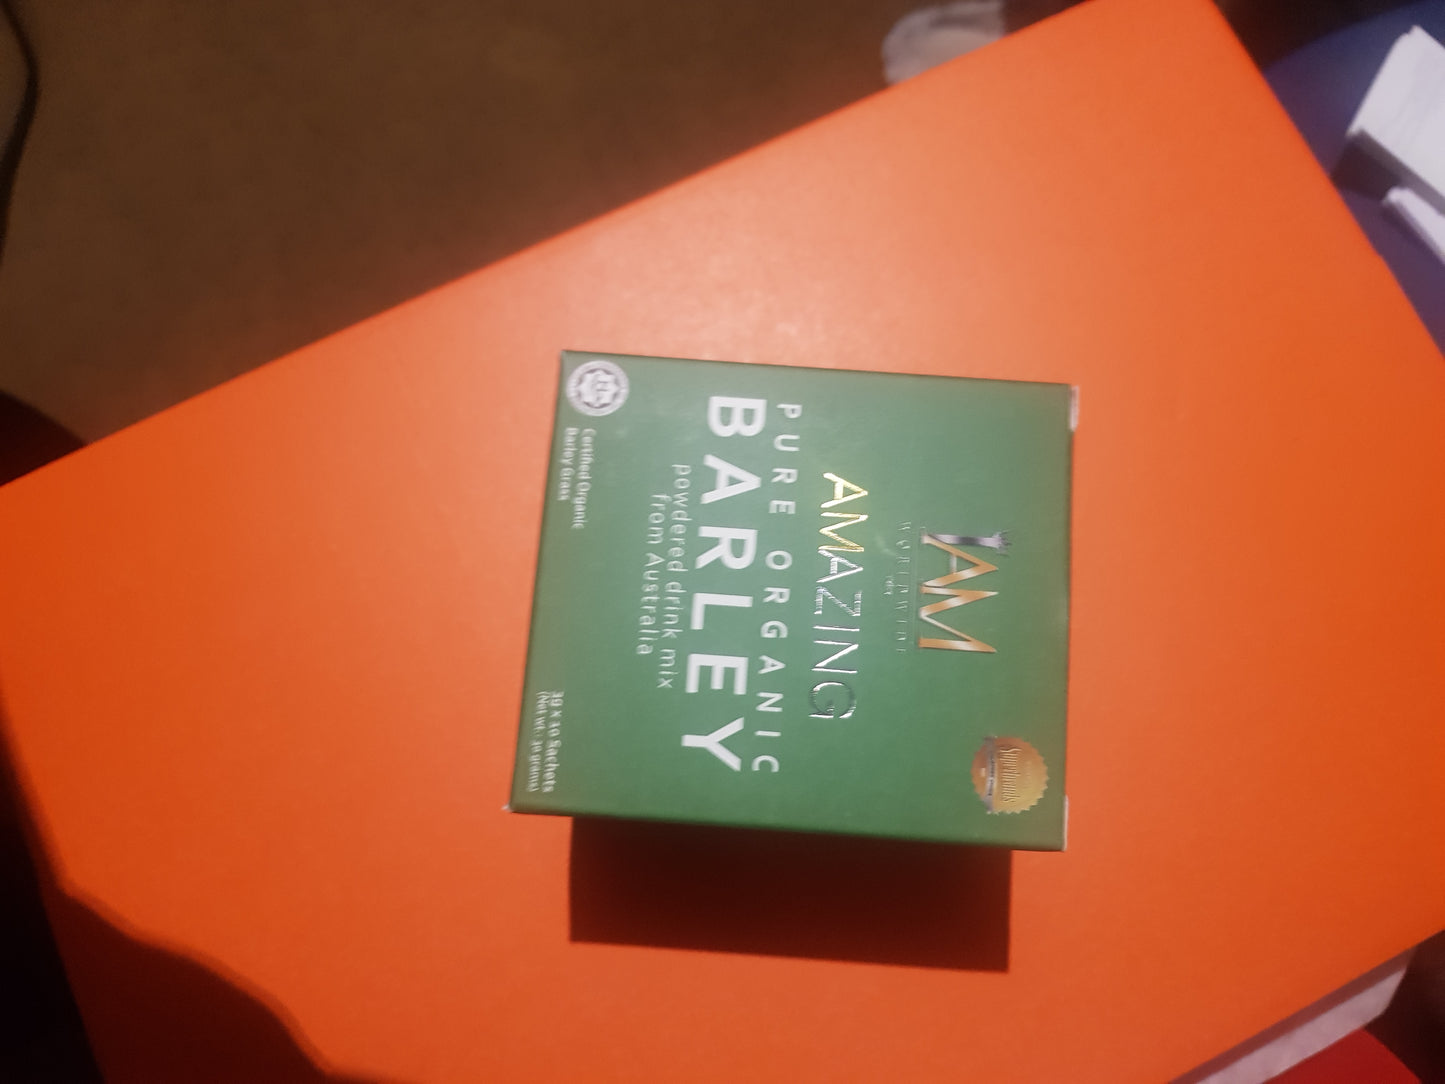 IAM
WORLDWIDE
AMAZING
PURE ORGANIC
BARLEY
powdered drink mix
from Australia
Certified Organic
Barley Grass
3g x 10 Sachets
(Net wt. 30 grams)
Superfoods